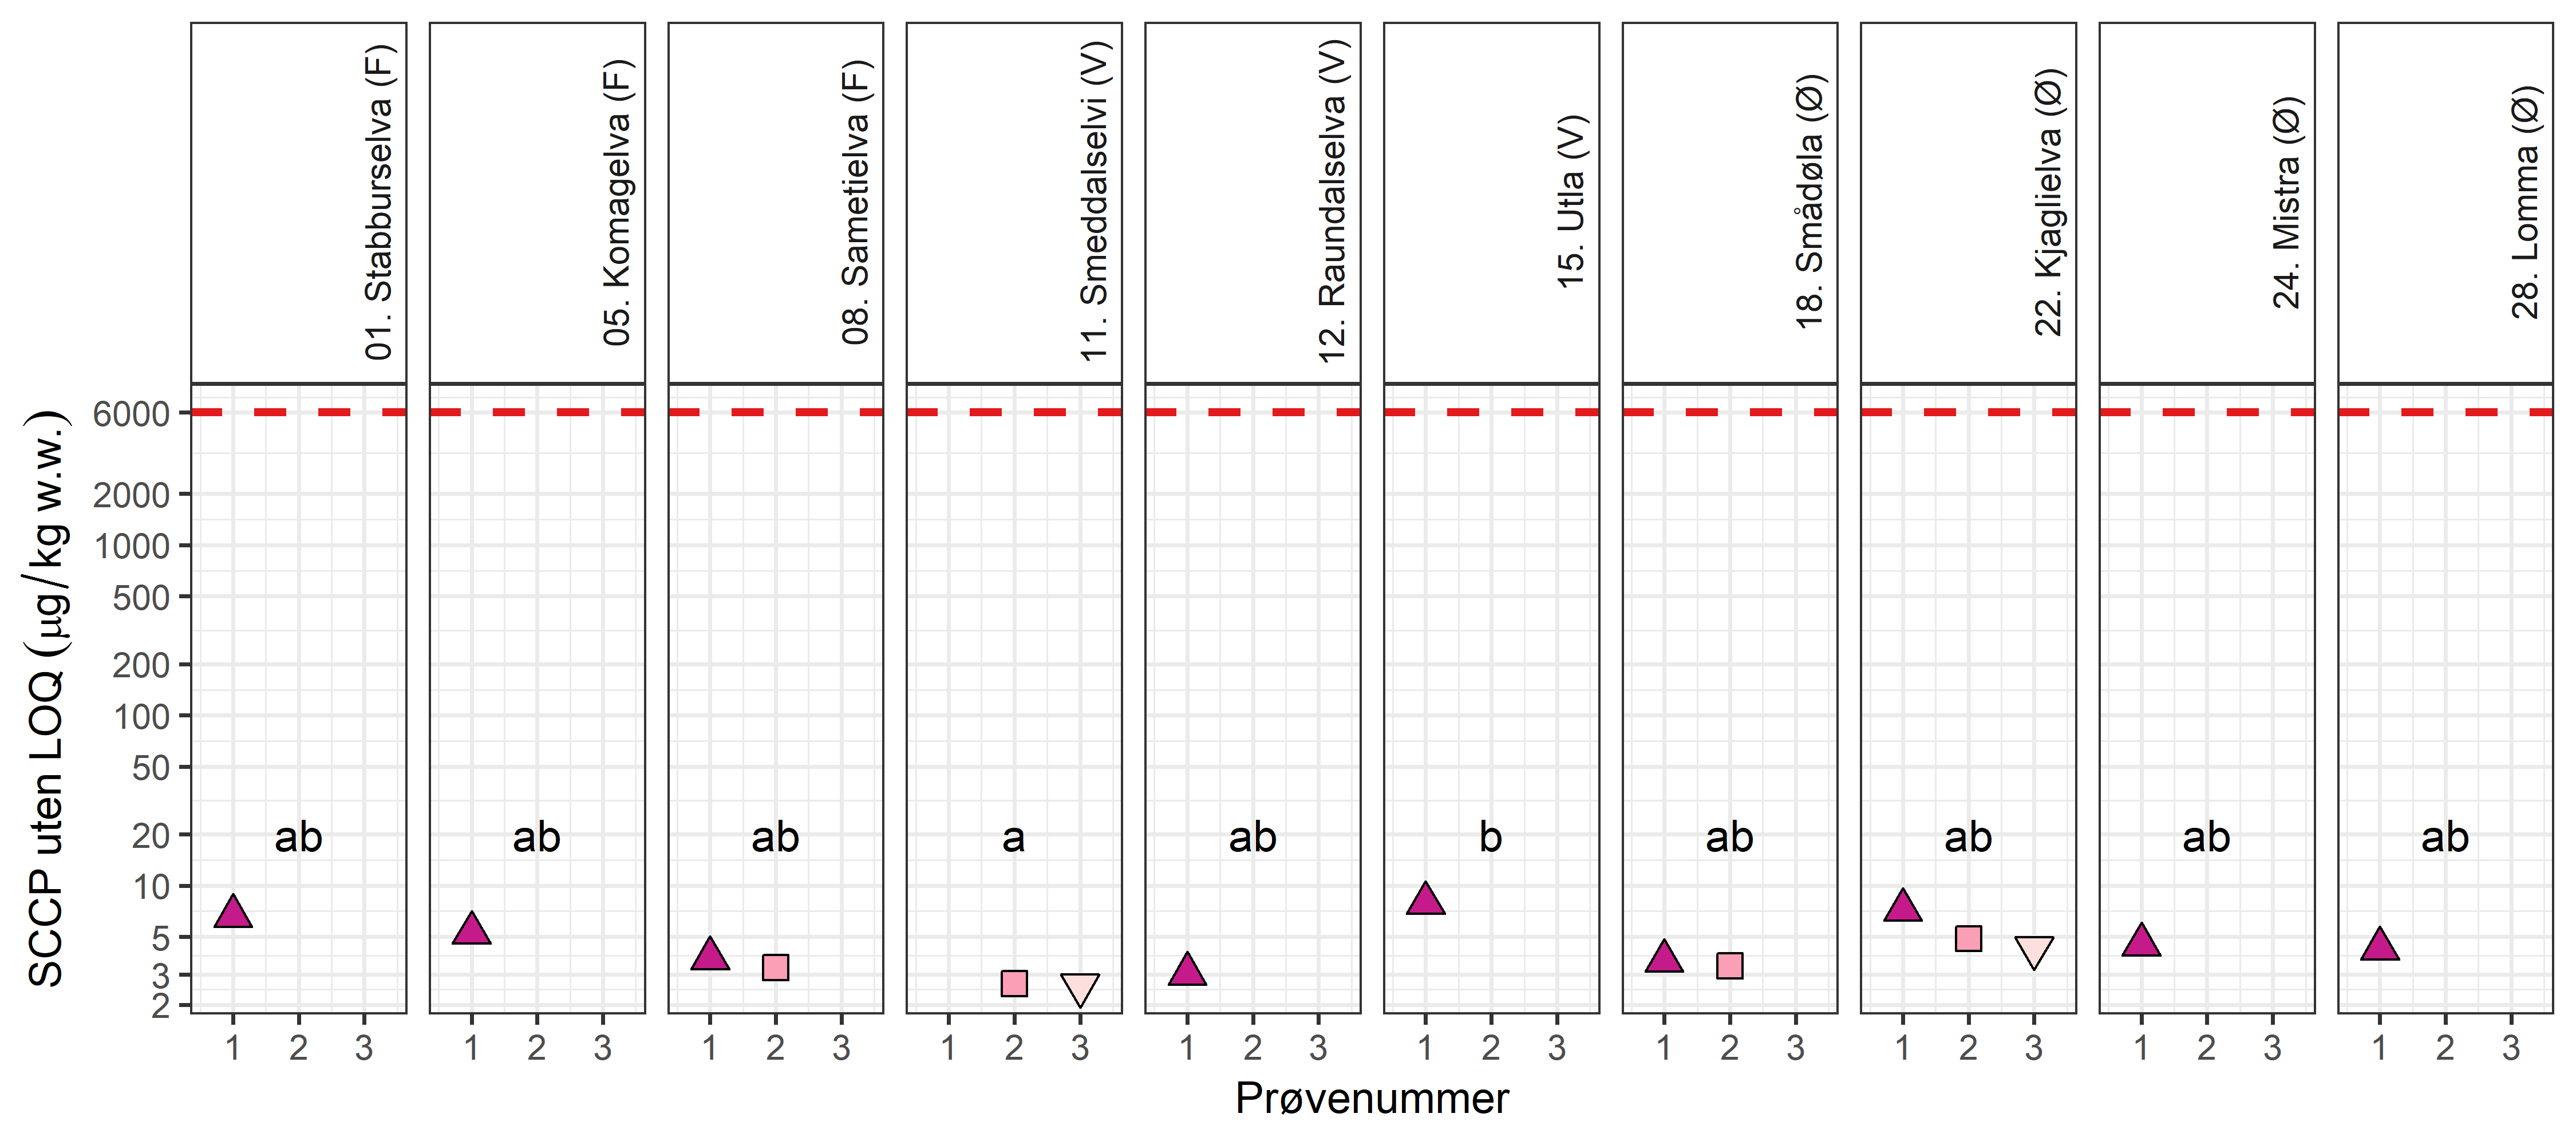 01. Stabburselva (F)
05. Komagelva (F)
08. Sametielva (F)
11. Smeddalselvi (V)
12. Raundalselva (V)
15. Utla (V)
18. Smådøla (Ø)
22. Kjaglielva (Ø)
24. Mistra (Ø)
28. Lomma (Ø)
SCCP uten LOQ (μg/kg w.w.)
6000
2000
1000
500
200
100
50
20
10
5
3
2
ab ab ab a ab b ab ab ab ab
1 2 3 1 2 3 1 2 3 1 2 3 1 2 3 1 2 3 1 2 3 1 2 3 1 2 3 1 2 3
Prøvenummer